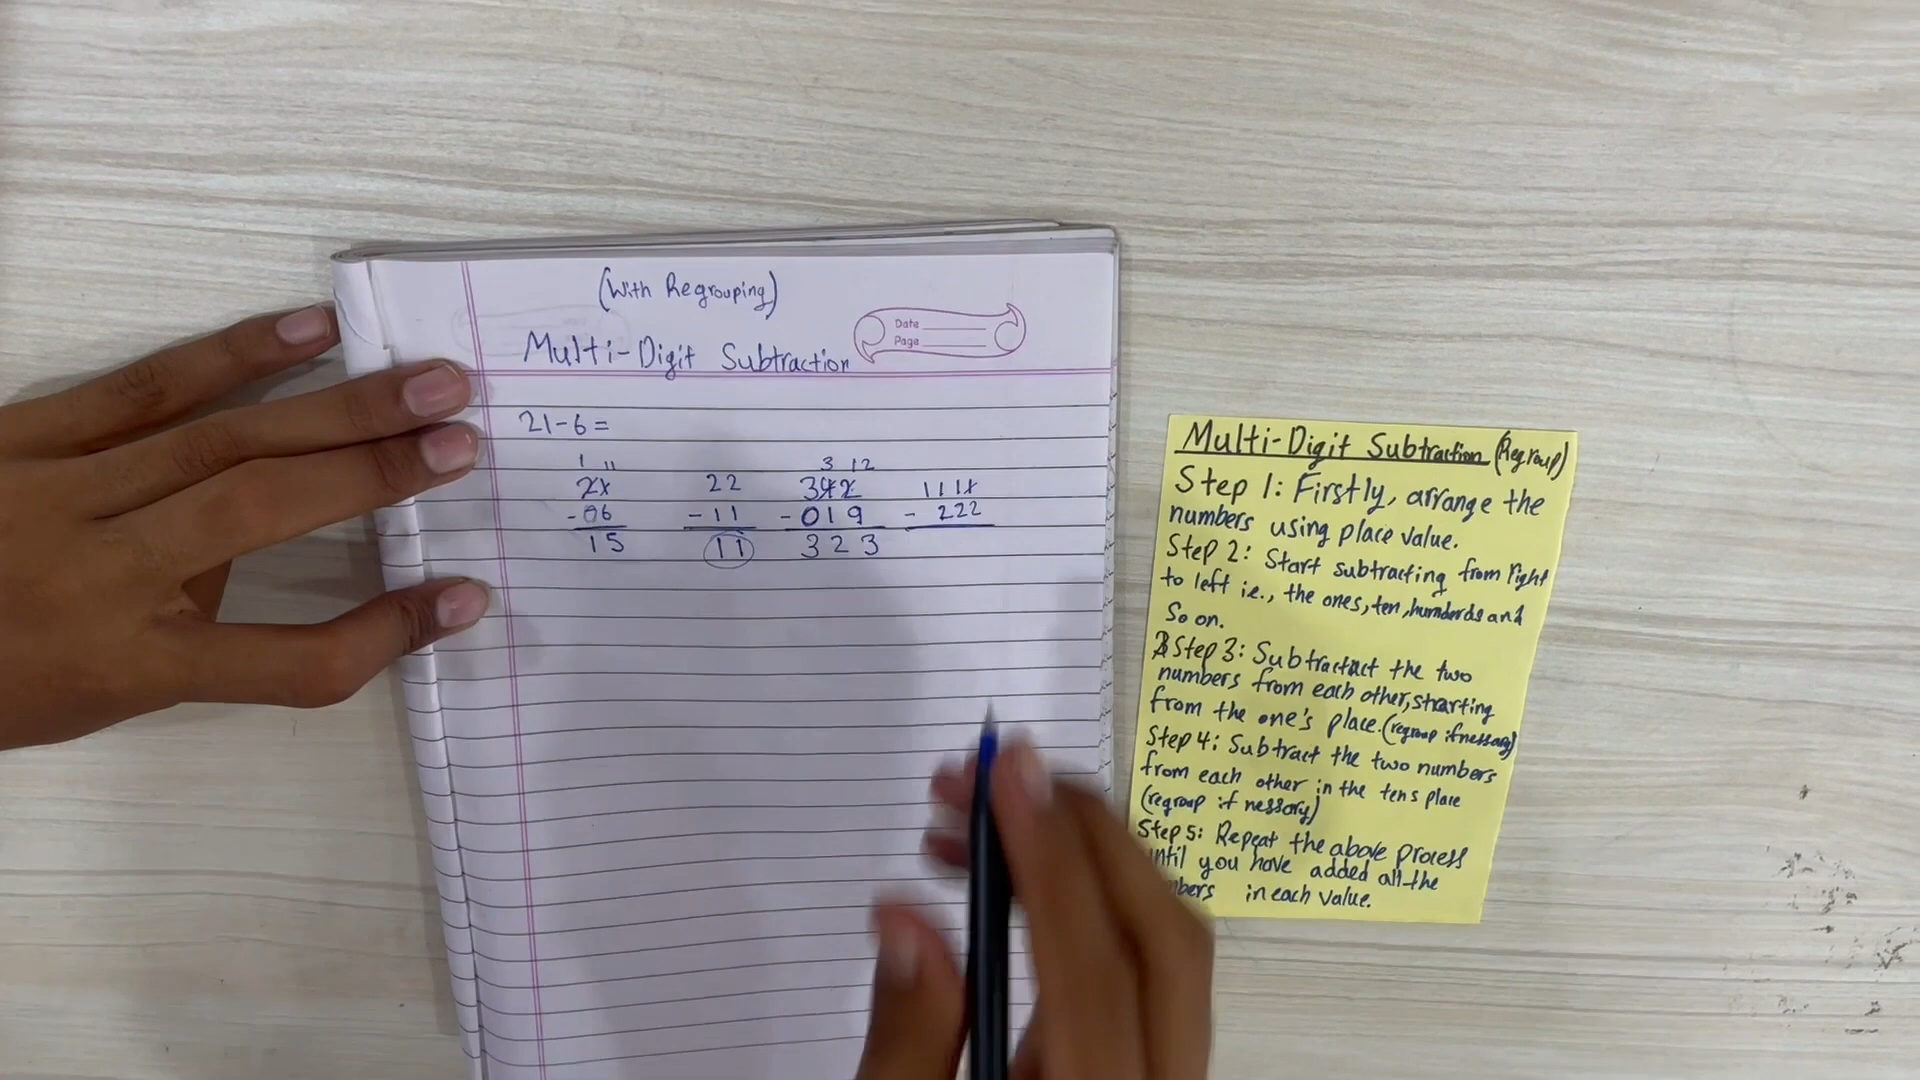 (With Regrouping)
Multi-Digit Subtraction
Date
Page
21-6=
1 11
21
-06
15
22
-11
11
3 12
342
-019
323
1111
- 222
Multi-Digit Subtraction (Regroup)
Step 1: Firstly, arrange the
numbers using place value.
Step 2: Start subtracting from right
to left i.e., the ones, ten, hunderds and
So on.
Step 3: Subtractact the two
numbers from each other, strarting
from the one's place. (regroup if nessary)
Step 4: Subtract the two numbers
from each other in the tens place
(regroup if nessory)
Step 5: Repeat the above process
until you have added all the
in each value.